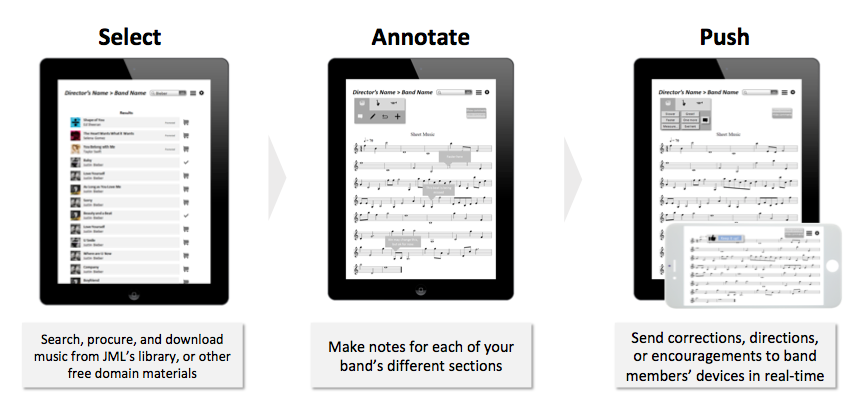 Select
Annotate
Push
Director's Name > Band Name
Bieber
Results
Shape of You
Ed Sheeran
The Heart Wants What It Wants
Selena Gomez
You Belong with Me
Taylor Swift
Baby
Justin Bieber
Love Yourself
Justin Bieber
As Long as You Love Me
Justin Bieber
Sorry
Justin Bieber
Beauty and a Beat
Justin Bieber
Love Yourself
Justin Bieber
U Smile
Justin Bieber
Where are U Now
Justin Bieber
Company
Justin Bieber
Boyfriend
Director's Name > Band Name
Sheet Music
Director's Name > Band Name
Sheet Music
Search, procure, and download
music from JML's library, or other
free domain materials
Make notes for each of your
band's different sections
Send corrections, directions,
or encouragements to band
members' devices in real-time